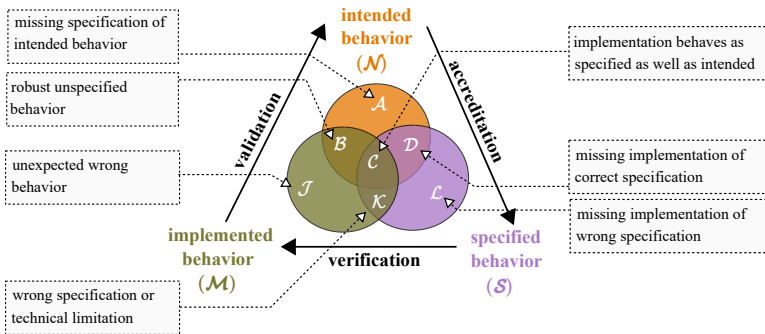 missing specification of
intended behavior
robust unspecified
behavior
unexpected wrong
behavior
wrong specification or
technical limitation
intended
behavior
(𝓝)
validation
accreditation
verification
𝒜
ℬ
𝒞
𝒟
𝒥
𝒦
ℒ
implemented
behavior
(𝓜)
specified
behavior
(𝓢)
implementation behaves as
specified as well as intended
missing implementation of
correct specification
missing implementation of
wrong specification